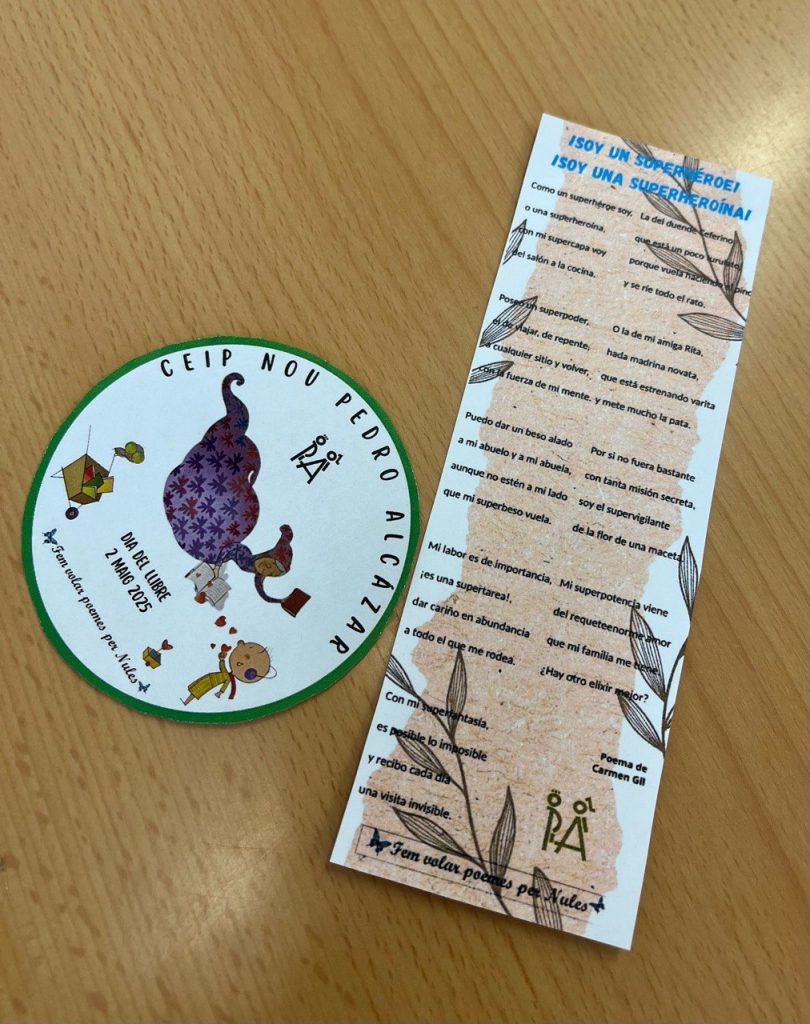 CEIP NOU PEDRO ALCÁZAR
DIA DEL LLIBRE
2 MAIG 2025
Fem volar poemes per Nules
¡SOY UN SUPERHÉROE!
¡SOY UNA SUPERHEROÍNA!
Como un superhéroe soy,
o una superheroína,
con mi supercapa voy
del salón a la cocina.
Poseo un superpoder,
el de viajar, de repente,
a cualquier sitio y volver,
con la fuerza de mi mente.
Puedo dar un beso alado
a mi abuelo y a mi abuela,
aunque no estén a mi lado
que mi superbeso vuela.
Mi labor es de importancia,
¡es una supertarea!,
dar cariño en abundancia
a todo el que me rodea.
Con mi superfantasía,
es posible lo imposible
y recibo cada día
una visita invisible.
La del duende Ceferino,
que está un poco turulato,
porque vuela haciendo el pino
y se ríe todo el rato.
O la de mi amiga Rita,
hada madrina novata,
que está estrenando varita
y mete mucho la pata.
Por si no fuera bastante
con tanta misión secreta,
soy el supervigilante
de la flor de una maceta.
Mi superpotencia viene
del requeteenorme amor
que mi familia me tiene
¿Hay otro elixir mejor?
Poema de
Carmen Gil
Fem volar poemes per Nules